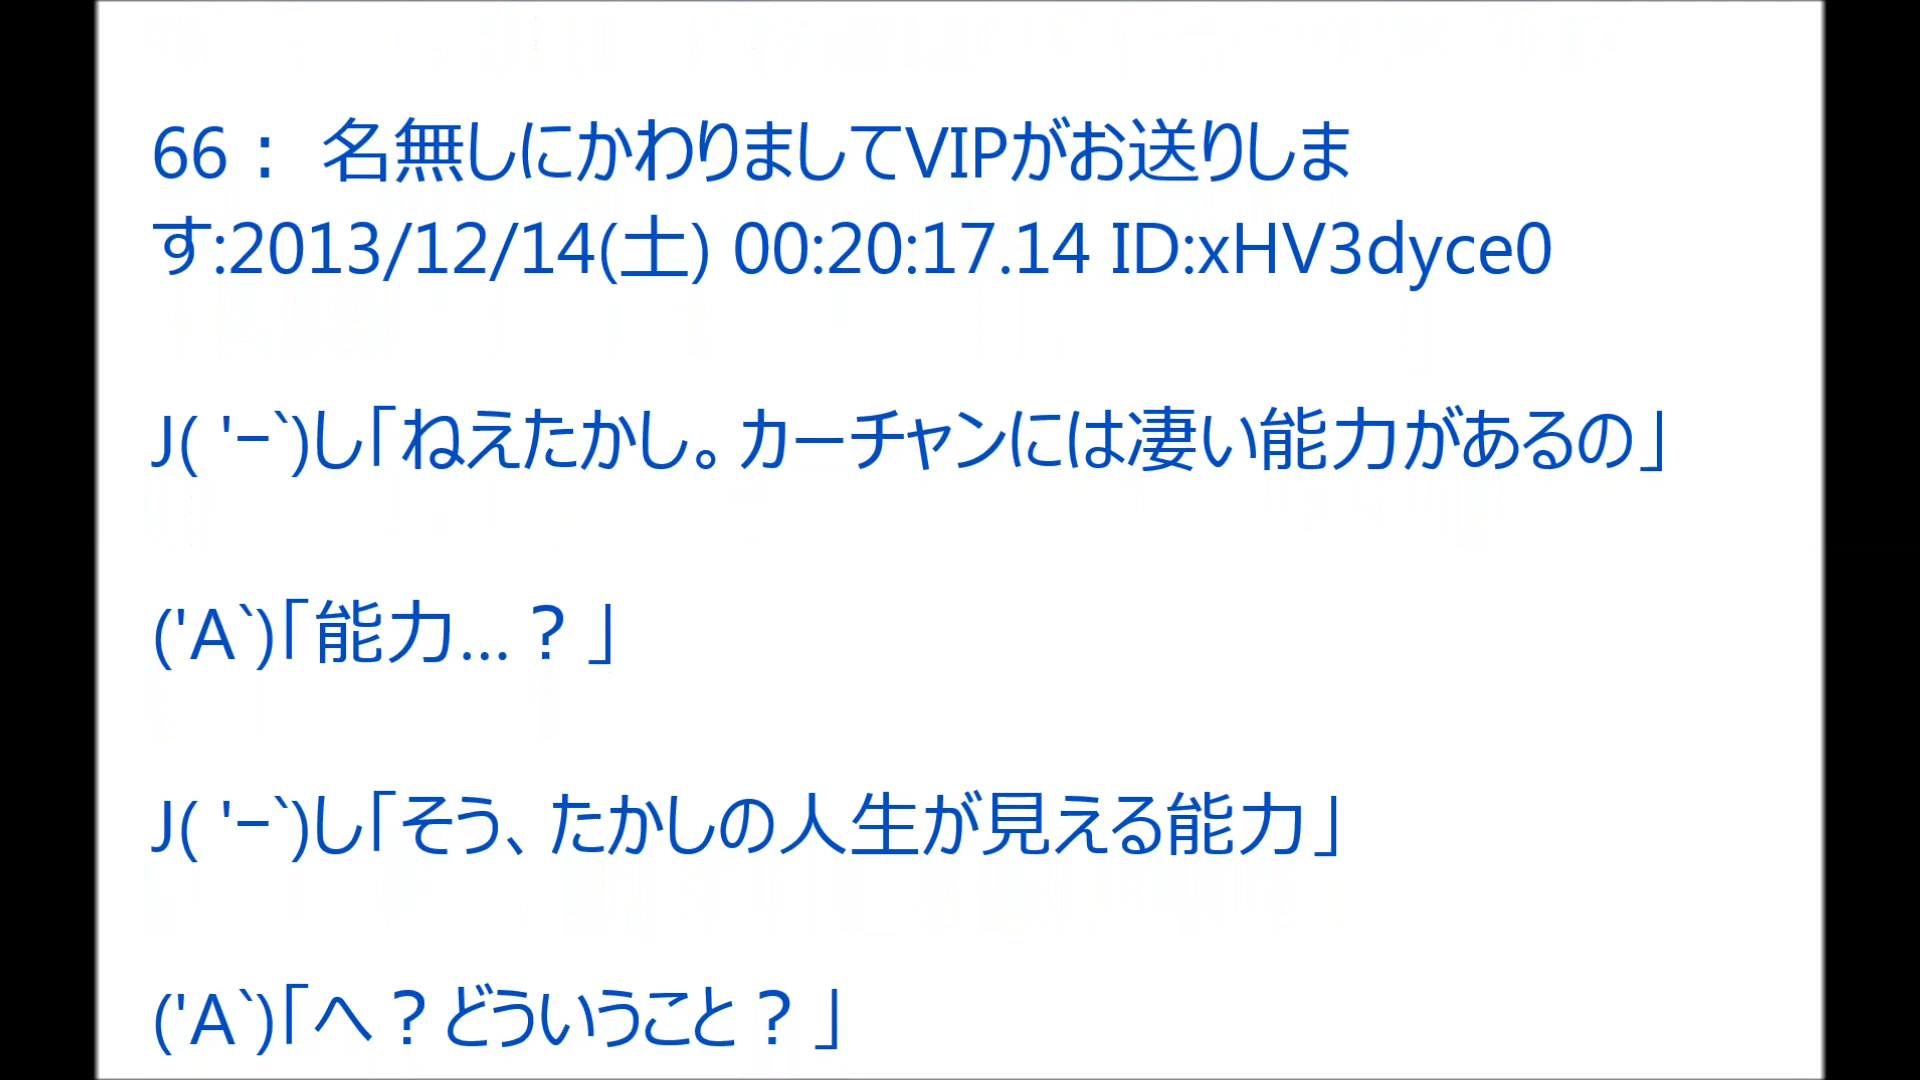 66： 名無しにかわりましてVIPがお送りしま
す:2013/12/14(土) 00:20:17.14 ID:xHV3dyce0
J( 'ｰ`)し「ねえたかし。カーチャンには凄い能力があるの」
('A`)「能力…？」
J( 'ｰ`)し「そう、たかしの人生が見える能力」
('A`)「へ？どういうこと？」